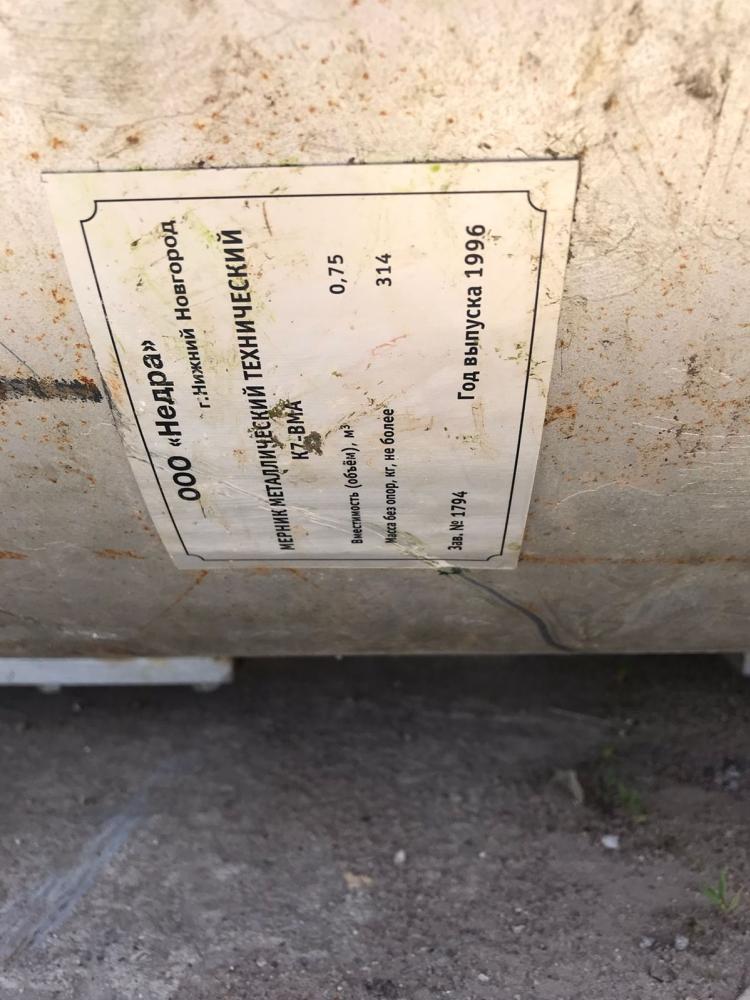 ООО «Недра»
г.Нижний Новгород
МЕРНИК МЕТАЛЛИЧЕСКИЙ ТЕХНИЧЕСКИЙ
К7-ВМА
Вместимость (объём), м³ 0,75
Масса без опор, кг, не более 314
Зав. № 1794 Год выпуска 1996